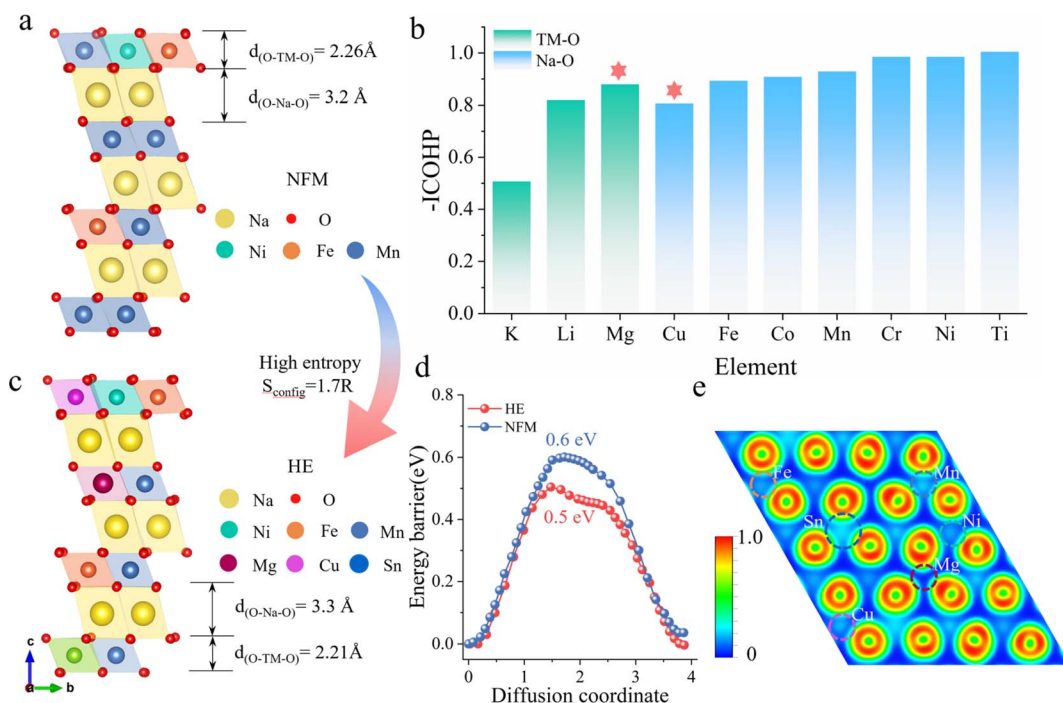 a
d(O-TM-O)= 2.26Å
d(O-Na-O)= 3.2 Å
NFM
Na
O
Ni
Fe
Mn
High entropy
Sconfig=1.7R
b
TM-O
Na-O
-ICOHP
1.0
0.8
0.6
0.4
0.2
0.0
K
Li
Mg
Cu
Fe
Co
Mn
Cr
Ni
Ti
Element
c
HE
Na
O
Ni
Fe
Mn
Mg
Cu
Sn
d(O-Na-O)= 3.3 Å
d(O-TM-O)= 2.21Å
c
a
b
d
HE
NFM
0.6 eV
0.5 eV
Energy barrier(eV)
0.8
0.6
0.4
0.2
0.0
0
1
2
3
4
Diffusion coordinate
e
Fe
Mn
Sn
Ni
Mg
Cu
1.0
0